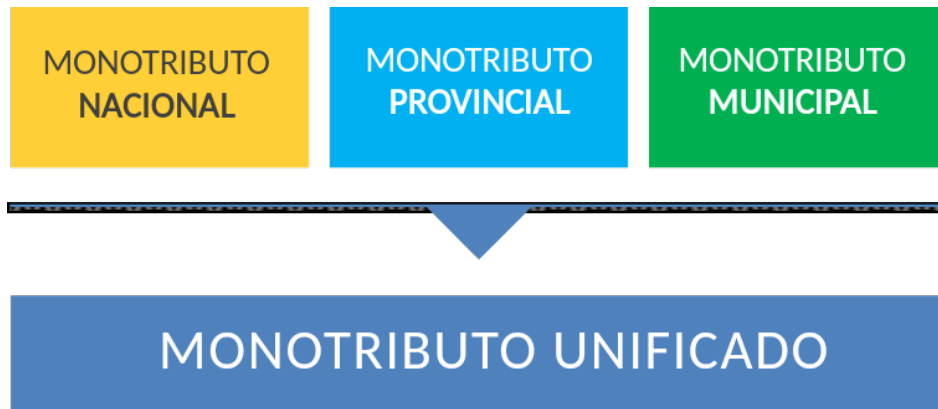 MONOTRIBUTO
NACIONAL
MONOTRIBUTO
PROVINCIAL
MONOTRIBUTO
MUNICIPAL
MONOTRIBUTO UNIFICADO